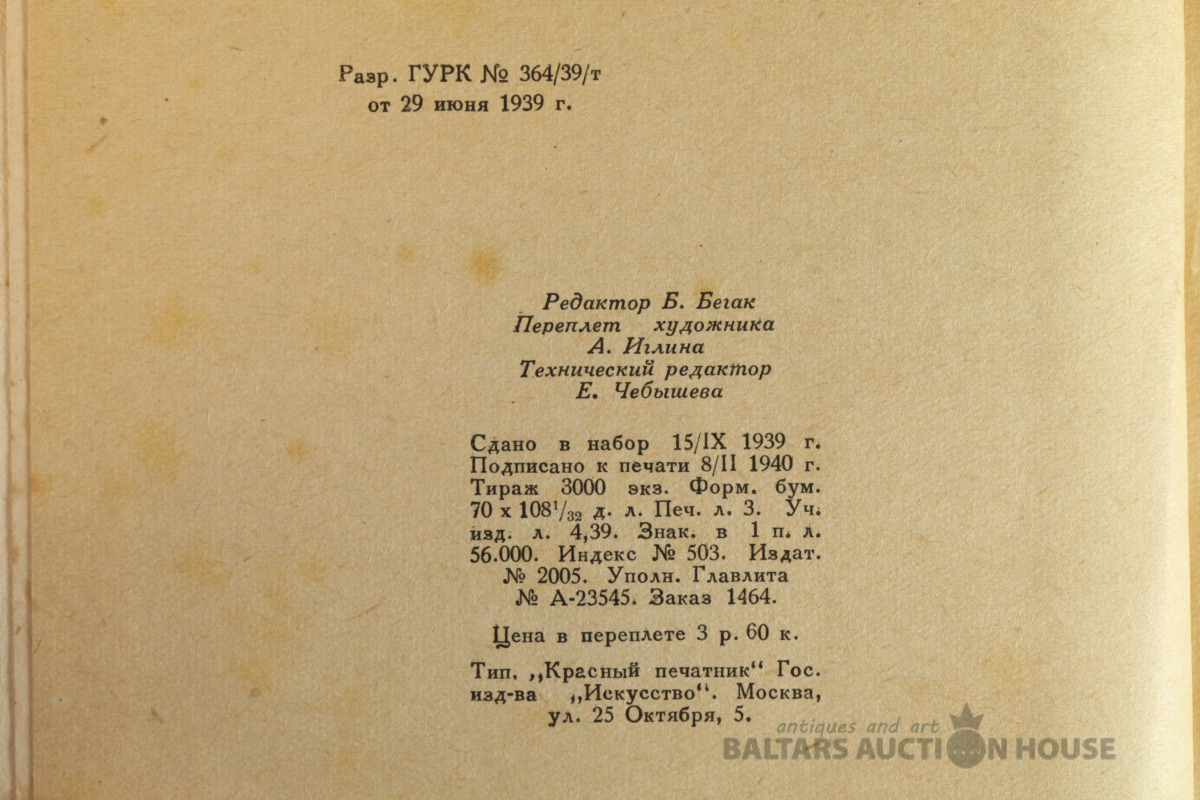 Разр. ГУРК № 364/39/т
от 29 июня 1939 г.
Редактор Б. Бегак
Переплет художника
А. Иглина
Технический редактор
Е. Чебышева
Сдано в набор 15/IX 1939 г.
Подписано к печати 8/II 1940 г.
Тираж 3000 экз. Форм. бум.
70 х 108¹/₃₂ д. л. Печ. л. 3. Уч.
изд. л. 4,39. Знак. в 1 п. л.
56.000. Индекс № 503. Издат.
№ 2005. Уполн. Главлита
№ А-23545. Заказ 1464.
Цена в переплете 3 р. 60 к.
Тип. „Красный печатник“ Гос.
изд-ва „Искусство“. Москва,
ул. 25 Октября, 5.
antiques and art
BALTARS AUCTION HOUSE